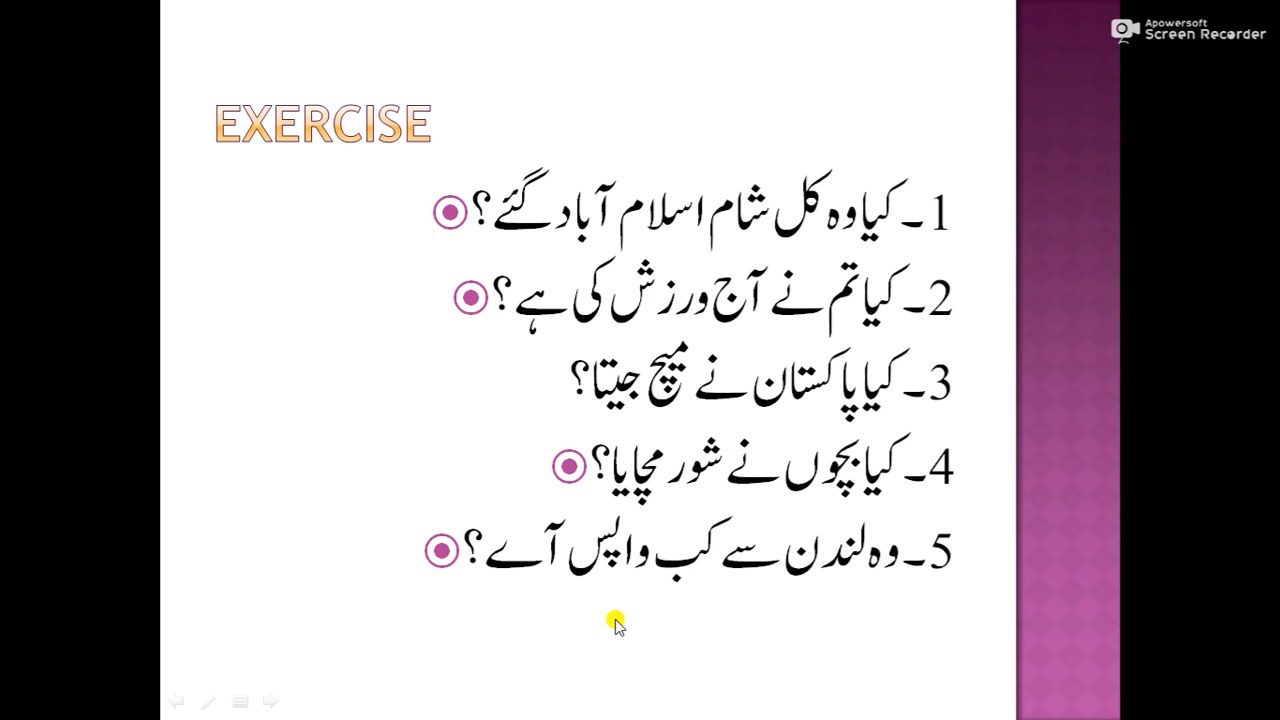 Apowersoft
Screen Recorder
EXERCISE
1۔ کیا وہ کل شام اسلام آباد گئے؟
2۔ کیا تم نے آج ورزش کی ہے؟
3۔ کیا پاکستان نے میچ جیتا؟
4۔ کیا بچوں نے شور مچایا؟
5۔ وہ لندن سے کب واپس آے؟